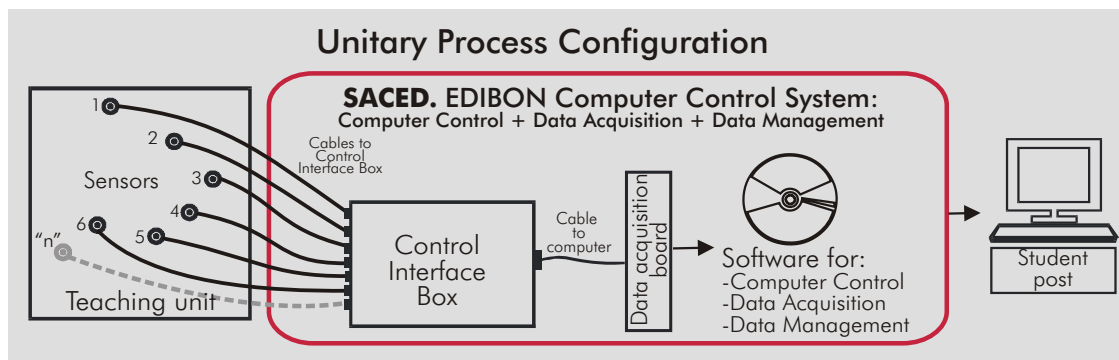 Unitary Process Configuration
SACED. EDIBON Computer Control System:
Computer Control + Data Acquisition + Data Management
1
2
3
4
5
6
“n”
Sensors
Teaching unit
Cables to
Control
Interface Box
Control
Interface
Box
Cable
to
computer
Data acquisition
board
Software for:
-Computer Control
-Data Acquisition
-Data Management
Student
post